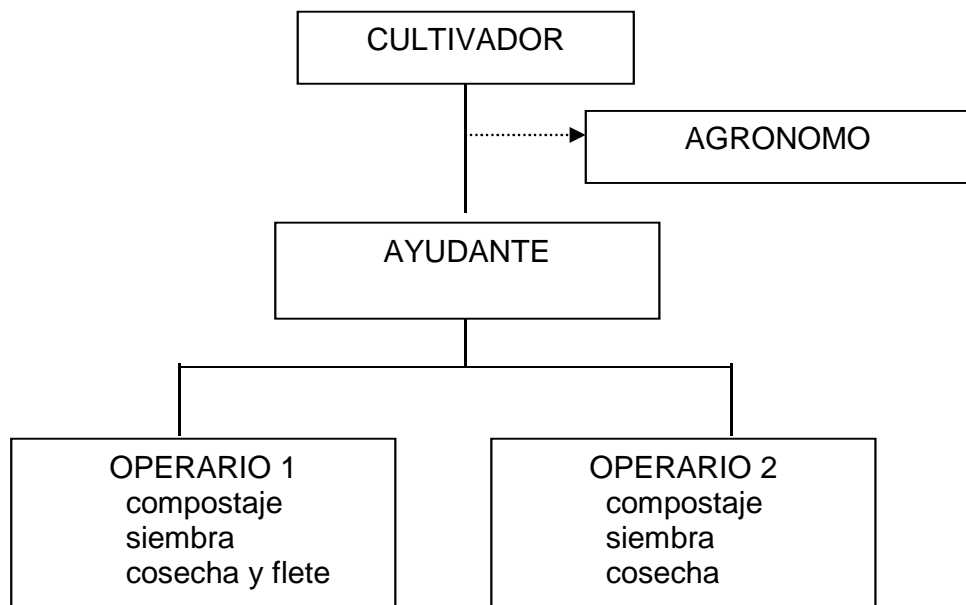 CULTIVADOR
AGRONOMO
AYUDANTE
OPERARIO 1
compostaje
siembra
cosecha y flete
OPERARIO 2
compostaje
siembra
cosecha